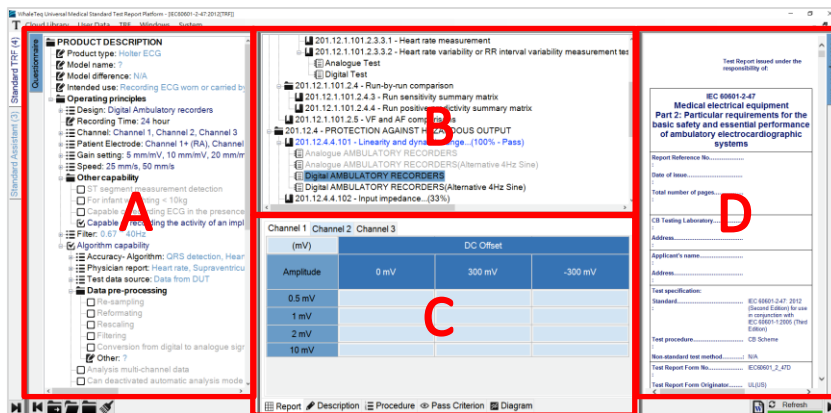 WhaleTeq Universal Medical Standard Test Report Platform - [IEC60601-2-47:2012(TRF)]
Cloud Library User Data TRF Windows System
Standard TRF (4)
Standard Assistant (3)
Questionnaire
PRODUCT DESCRIPTION
Product type: Holter ECG
Model name: ?
Model difference: N/A
Intended use: Recording ECG worn or carried by
Operating principles
Design: Digital Ambulatory recorders
Recording Time: 24 hour
Channel: Channel 1, Channel 2, Channel 3
Patient Electrode: Channel 1+ (RA), Channel
Gain setting: 5 mm/mV, 10 mm/mV, 20 mm/m
Speed: 25 mm/s, 50 mm/s
Other capability
ST segment measurement detection
For infant weighting < 10kg
Capable of recording ECG in the presence
Capable of recording the activity of an impl
Filter: 0.67 40Hz
Algorithm capability
Accuracy- Algorithm: QRS detection, Hear
Physician report: Heart rate, Supraventricu
Test data source: Data from DUT
Data pre-processing
Re-sampling
Reformating
Rescaling
Filtering
Conversion from digital to analogue sign
Other: ?
Analysis multi-channel data
Can deactivated automatic analysis mode
A
201.12.1.101.2.3.3.1 - Heart rate measurement
201.12.1.101.2.3.3.2 - Heart rate variability or RR interval variability measurement tes
Analogue Test
Digital Test
201.12.1.101.2.4 - Run-by-run comparison
201.12.1.101.2.4.3 - Run sensitivity summary matrix
201.12.1.101.2.4.4 - Run positive predictivity summary matrix
201.12.1.101.2.5 - VF and AF comparisons
201.12.4 - PROTECTION AGAINST HAZARDOUS OUTPUT
201.12.4.4.101 - Linearity and dynamic range...(100% - Pass)
Analogue AMBULATORY RECORDERS
Analogue AMBULATORY RECORDERS(Alternative 4Hz Sine)
Digital AMBULATORY RECORDERS
Digital AMBULATORY RECORDERS(Alternative 4Hz Sine)
201.12.4.4.102 - Input impedance...(33%)
B
Channel 1 Channel 2 Channel 3
(mV) DC Offset
Amplitude 0 mV 300 mV -300 mV
0.5 mV
1 mV
2 mV
10 mV
C
Report Description Procedure Pass Criterion Diagram
Test Report issued under the
responsibility of:
IEC 60601-2-47
Medical electrical
equipment
Part 2: Particular requirements for the
basic safety and essential performance
of ambulatory electrocardiographic
systems
Report Reference No...............
:
Date of issue........................
:
Total number of pages...............
:
CB Testing Laboratory...............
:
Address...............................
:
Applicant's name.....................
:
Address...............................
:
Test specification:
Standard............................... IEC 60601-2-47: 2012
: (Second Edition) for use
in conjunction with
IEC 60601-1:2005 (Third
Edition)
Test procedure..................... CB Scheme
:
Non-standard test method.........: N/A
Test Report Form No............... IEC60601_2_47D
:
Test Report Form Originator....... UL(US)
D
Refresh